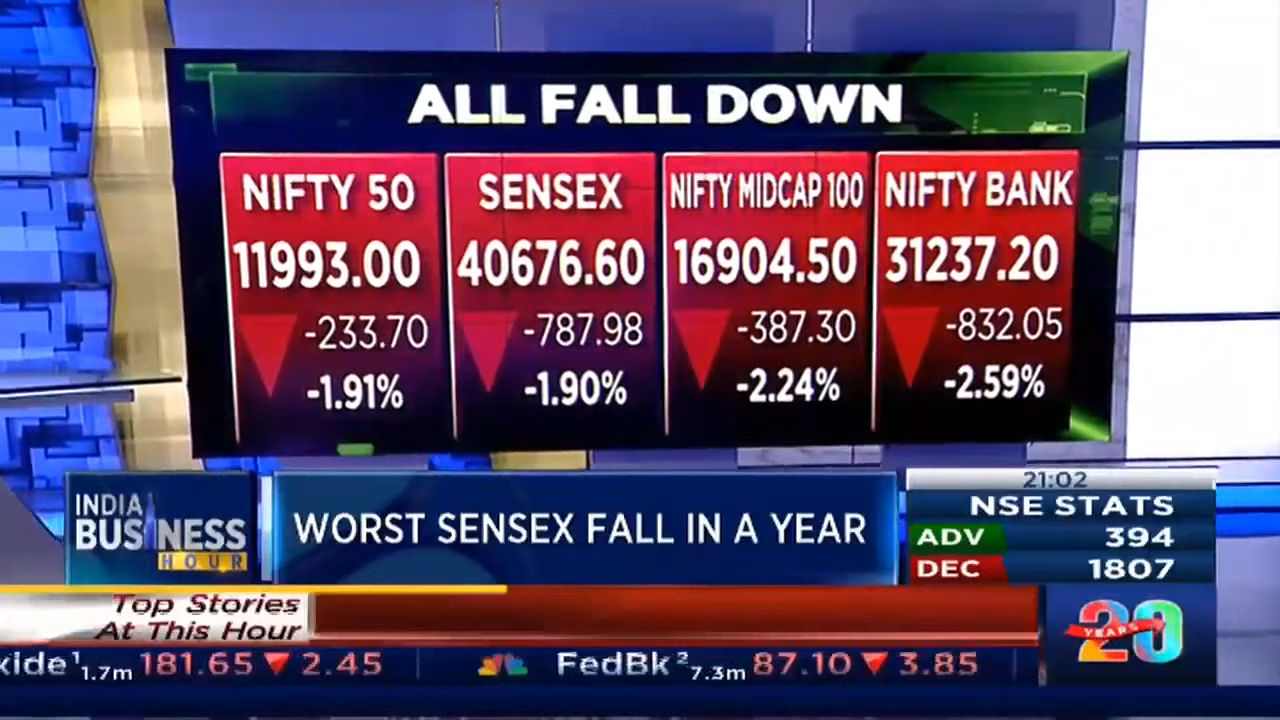 ALL FALL DOWN
NIFTY 50
11993.00
-233.70
-1.91%
SENSEX
40676.60
-787.98
-1.90%
NIFTY MIDCAP 100
16904.50
-387.30
-2.24%
NIFTY BANK
31237.20
-832.05
-2.59%
INDIA
BUSINESS
HOUR
WORST SENSEX FALL IN A YEAR
21:02
NSE STATS
ADV 394
DEC 1807
Top Stories
At This Hour
20
YEARS
xide ¹ 1.7m 181.65 ▼ 2.45 FedBk ² 7.3m 87.10 ▼ 3.85